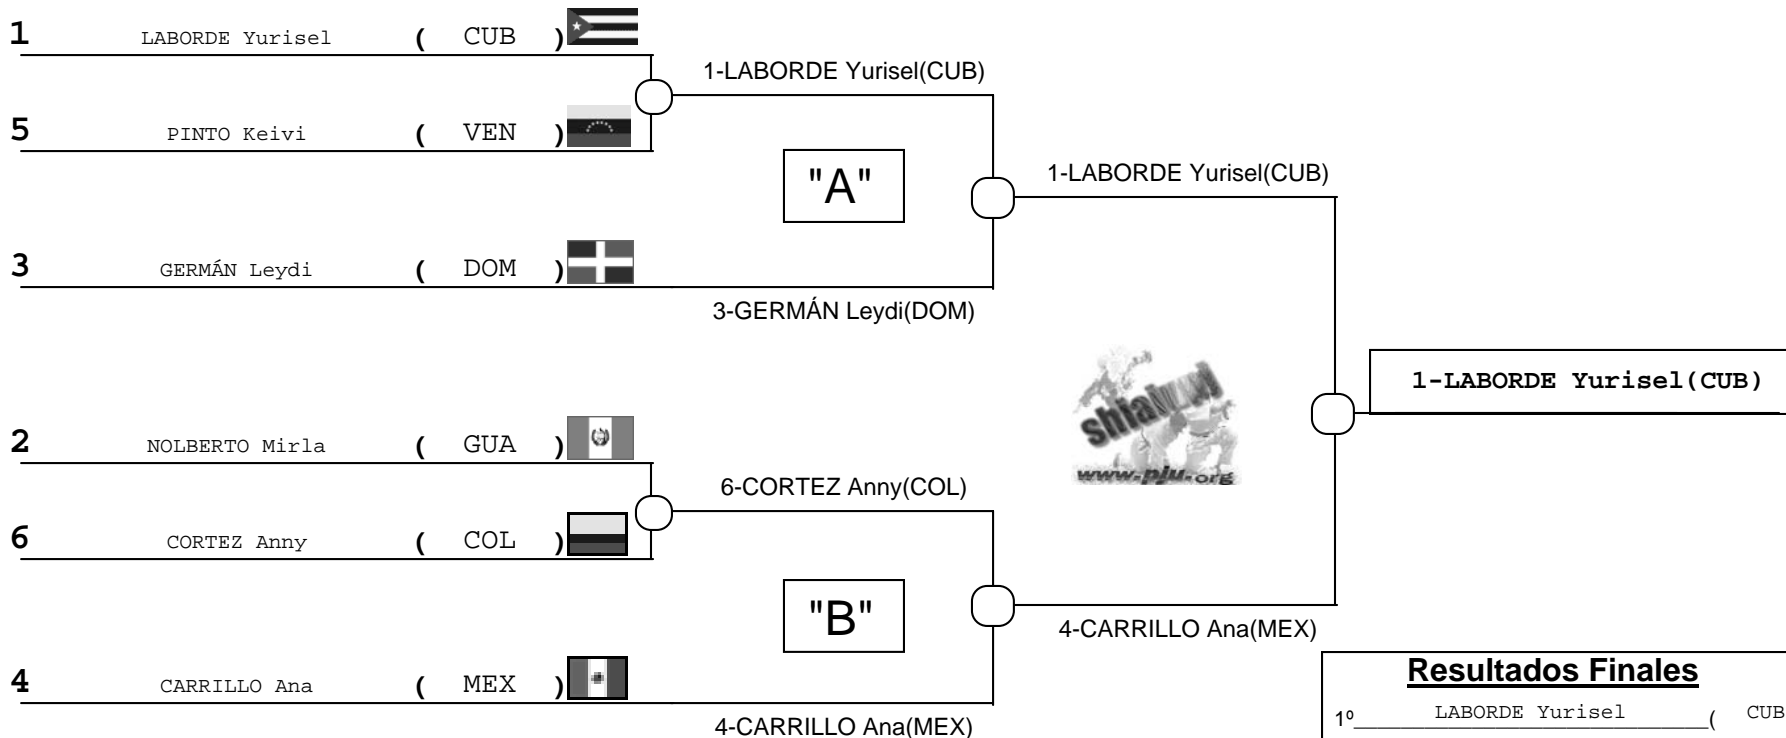 1 LABORDE Yurisel ( CUB )
1-LABORDE Yurisel(CUB)
5 PINTO Keivi ( VEN )
"A"
1-LABORDE Yurisel(CUB)
3 GERMÁN Leydi ( DOM )
3-GERMÁN Leydi(DOM)
shiai
www.pju.org
1-LABORDE Yurisel(CUB)
2 NOLBERTO Mirla ( GUA )
6-CORTEZ Anny(COL)
6 CORTEZ Anny ( COL )
"B"
4-CARRILLO Ana(MEX)
4 CARRILLO Ana ( MEX )
4-CARRILLO Ana(MEX)
Resultados Finales
1º LABORDE Yurisel ( CUB